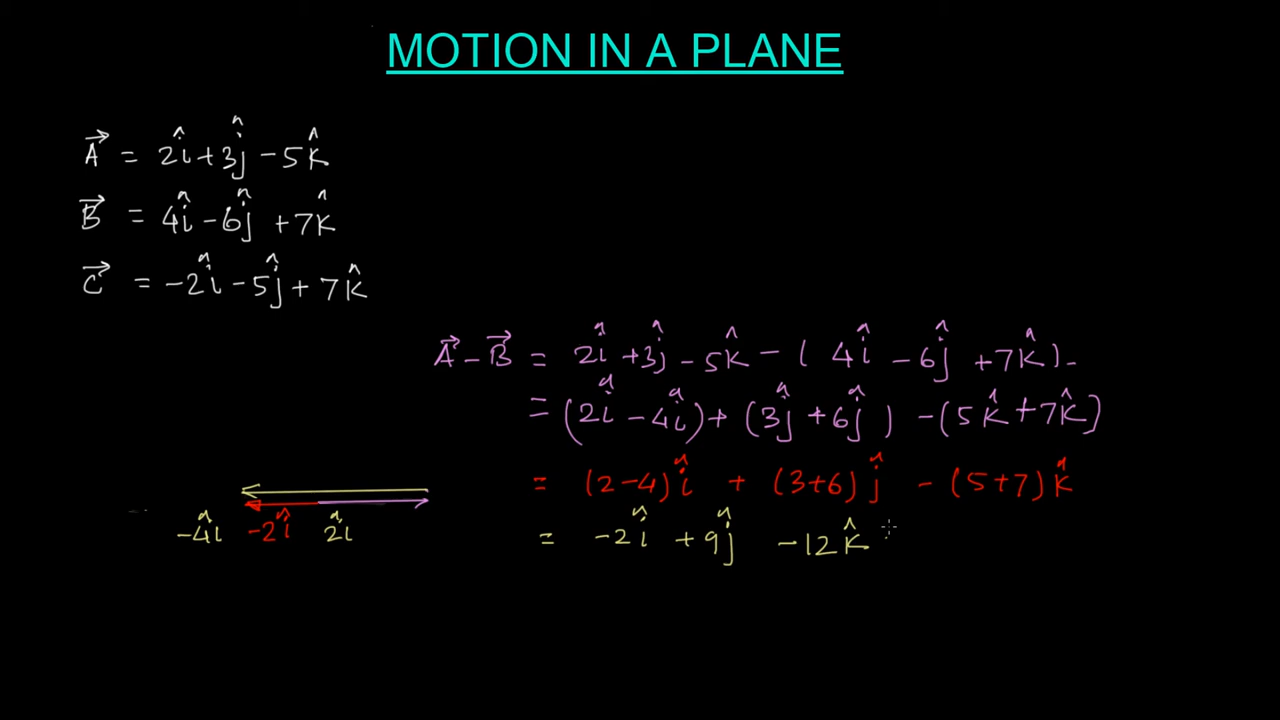 MOTION IN A PLANE
A⃗ = 2î + 3ĵ - 5k̂
B⃗ = 4î - 6ĵ + 7k̂
C⃗ = -2î - 5ĵ + 7k̂
A⃗ - B⃗ = 2î + 3ĵ - 5k̂ - ( 4î - 6ĵ + 7k̂ ) -
= (2î - 4î) + (3ĵ + 6ĵ ) - (5k̂ + 7k̂)
= (2-4)î + (3+6)ĵ - (5+7)k̂
-4î -2î 2î
= -2î + 9ĵ - 12k̂